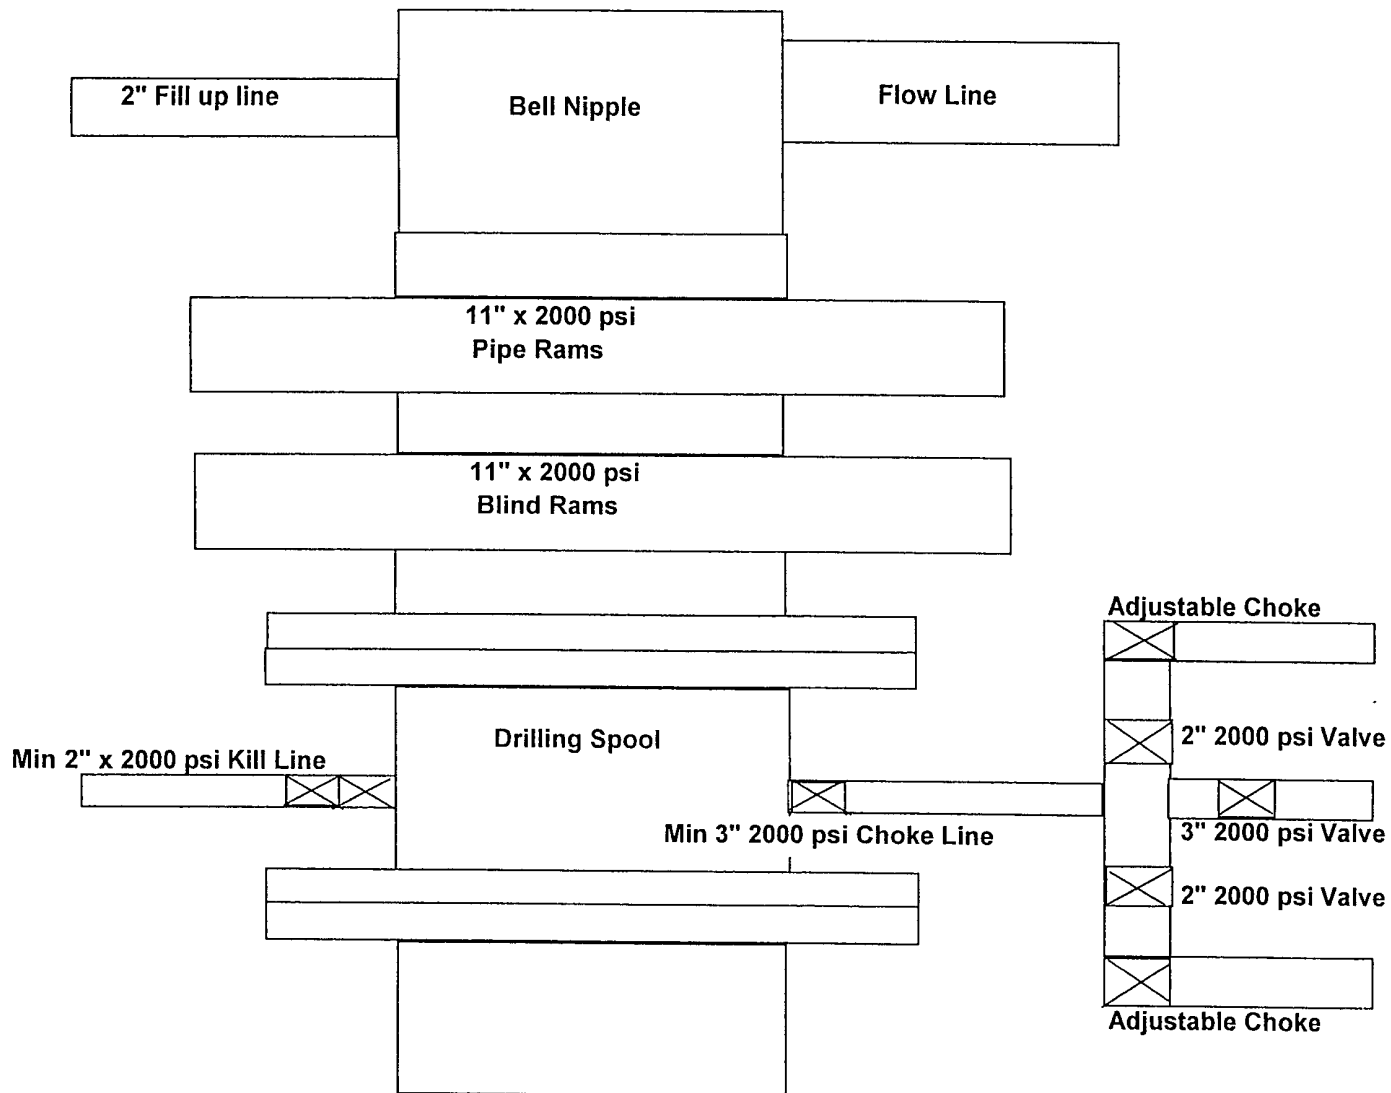 2" Fill up line
Bell Nipple
Flow Line
11" x 2000 psi
Pipe Rams
11" x 2000 psi
Blind Rams
Adjustable Choke
Drilling Spool
2" 2000 psi Valve
Min 2" x 2000 psi Kill Line
Min 3" 2000 psi Choke Line
3" 2000 psi Valve
2" 2000 psi Valve
Adjustable Choke